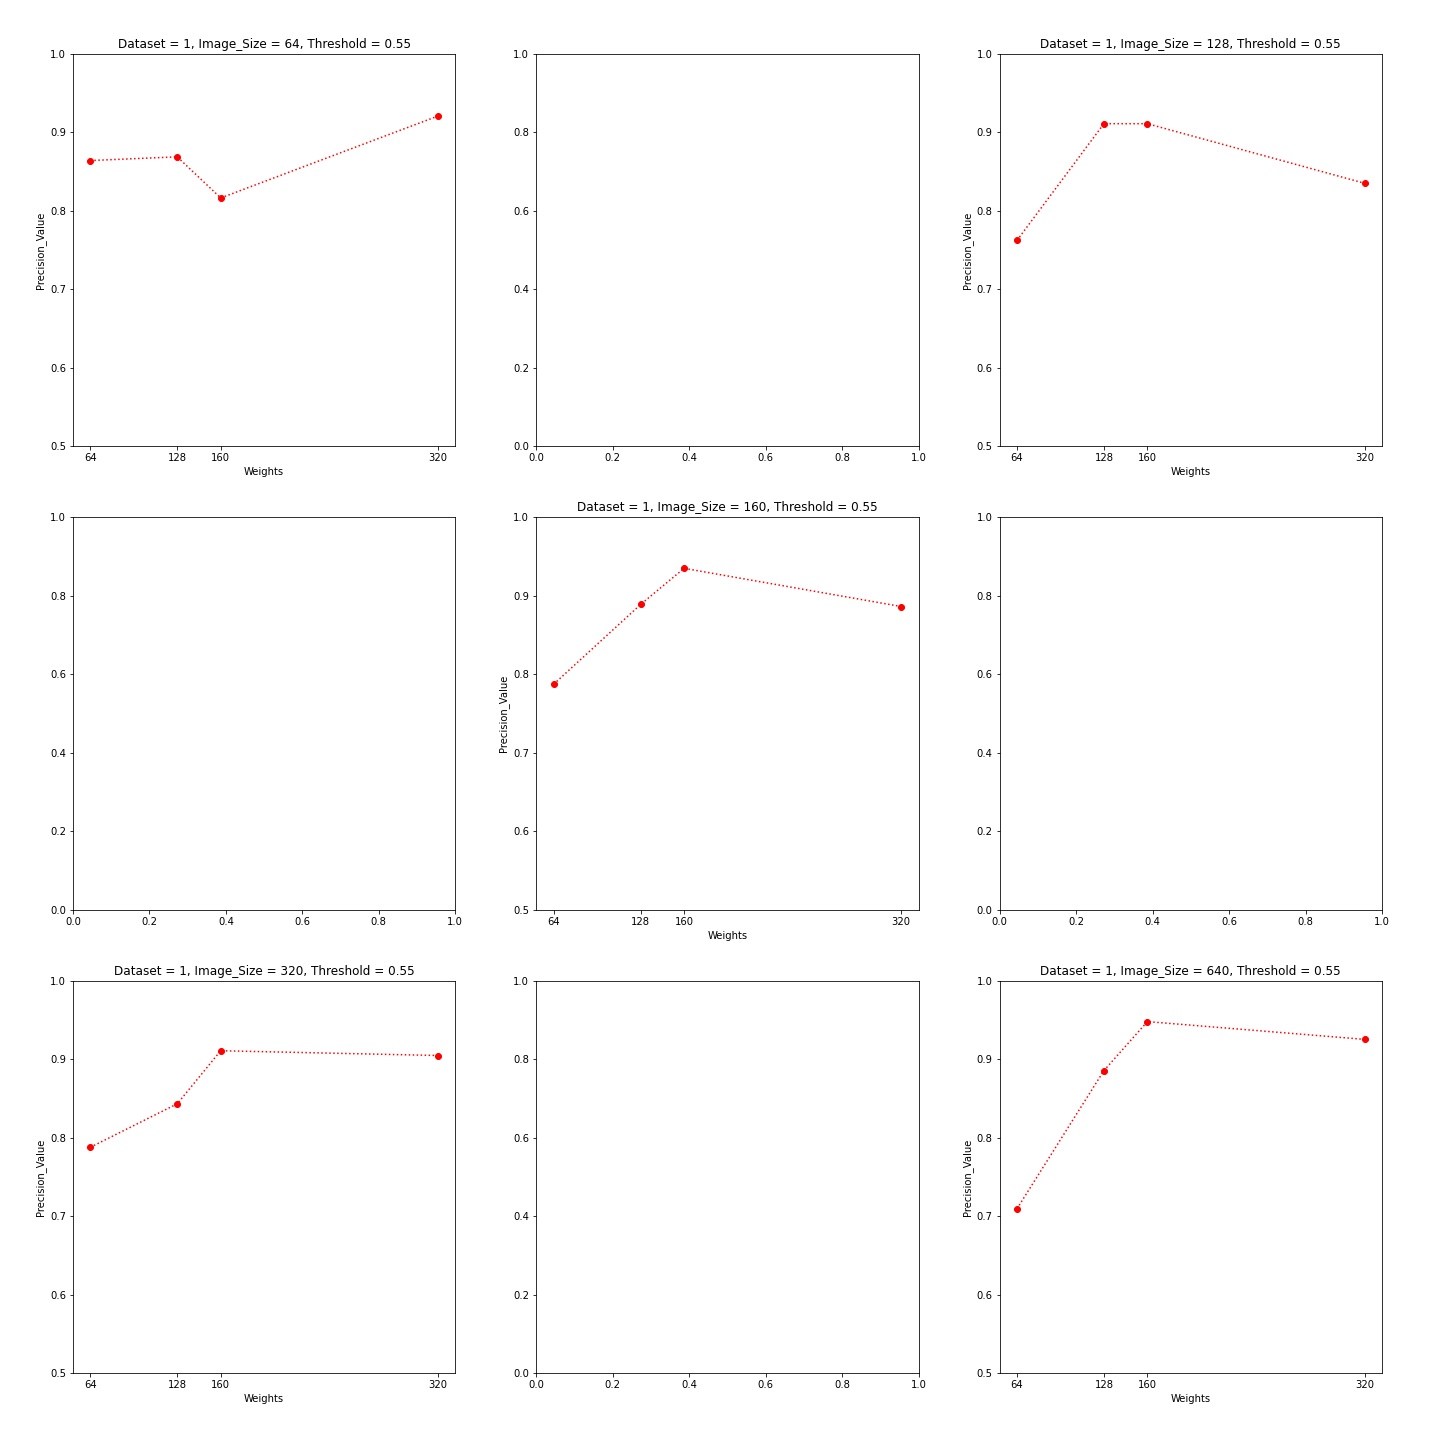 Dataset = 1, Image_Size = 64, Threshold = 0.55
1.0
0.9
0.8
0.7
0.6
0.5
Precision_Value
64 128 160 320
Weights
1.0
0.8
0.6
0.4
0.2
0.0
0.0 0.2 0.4 0.6 0.8 1.0
Dataset = 1, Image_Size = 128, Threshold = 0.55
1.0
0.9
0.8
0.7
0.6
0.5
Precision_Value
64 128 160 320
Weights
1.0
0.8
0.6
0.4
0.2
0.0
0.0 0.2 0.4 0.6 0.8 1.0
Dataset = 1, Image_Size = 160, Threshold = 0.55
1.0
0.9
0.8
0.7
0.6
0.5
Precision_Value
64 128 160 320
Weights
1.0
0.8
0.6
0.4
0.2
0.0
0.0 0.2 0.4 0.6 0.8 1.0
Dataset = 1, Image_Size = 320, Threshold = 0.55
1.0
0.9
0.8
0.7
0.6
0.5
Precision_Value
64 128 160 320
Weights
1.0
0.8
0.6
0.4
0.2
0.0
0.0 0.2 0.4 0.6 0.8 1.0
Dataset = 1, Image_Size = 640, Threshold = 0.55
1.0
0.9
0.8
0.7
0.6
0.5
Precision_Value
64 128 160 320
Weights